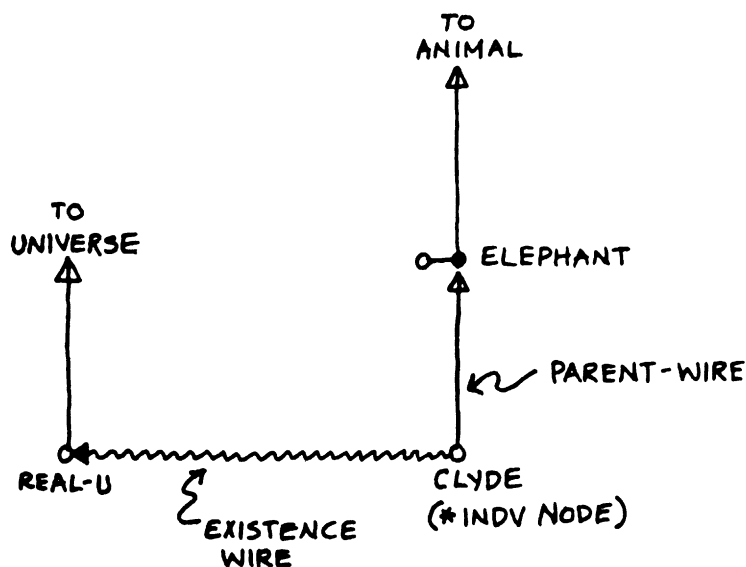 TO
ANIMAL
TO
UNIVERSE
ELEPHANT
PARENT-WIRE
REAL-U
CLYDE
(*INDV NODE)
EXISTENCE
WIRE